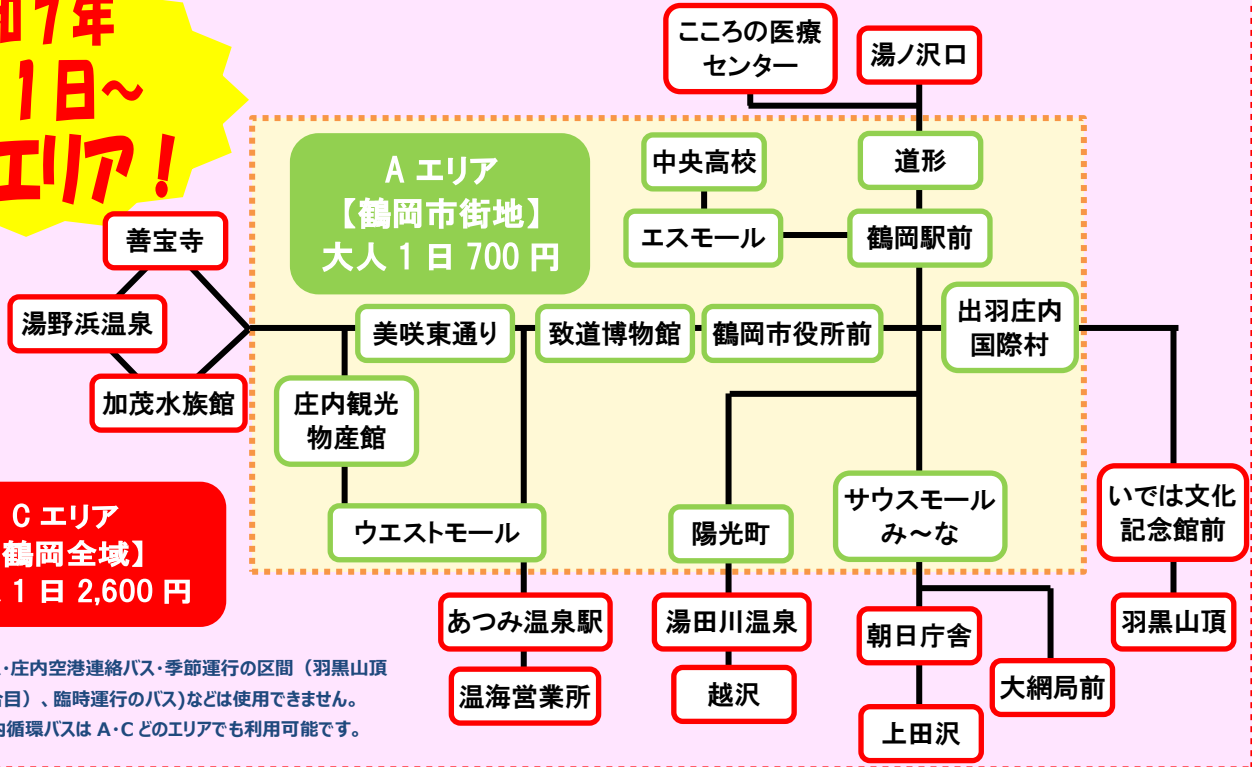 和7年
1日~
エリア!
こころの医療
センター
湯ノ沢口
Aエリア
【鶴岡市街地】
大人1日700円
中央高校
道形
エスモール
鶴岡駅前
善宝寺
湯野浜温泉
加茂水族館
美咲東通り
致道博物館
鶴岡市役所前
出羽庄内
国際村
庄内観光
物産館
ウエストモール
陽光町
サウスモール
み~な
いでは文化
記念館前
Cエリア
鶴岡全域】
1日2,600円
あつみ温泉駅
湯田川温泉
朝日庁舎
羽黒山頂
温海営業所
越沢
大網局前
上田沢
・庄内空港連絡バス・季節運行の区間(羽黒山頂
合目)、臨時運行のバス)などは使用できません。
内循環バスはA・Cどのエリアでも利用可能です。